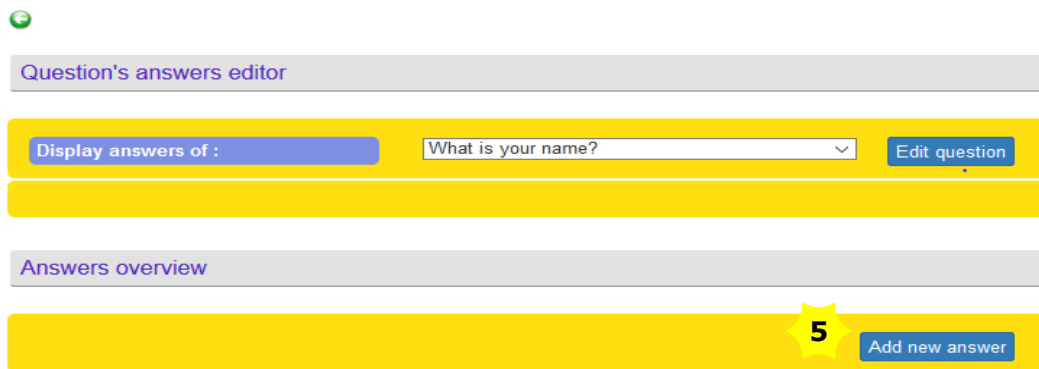 Question's answers editor
Display answers of :
What is your name?
Edit question
Answers overview
5
Add new answer